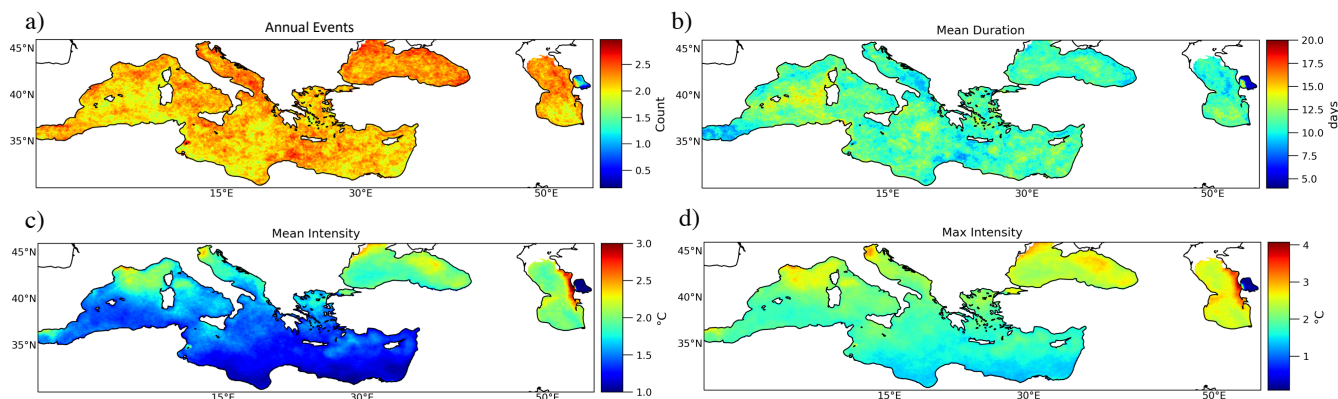 a) Annual Events
45°N
40°N
35°N
15°E 30°E 50°E
2.5
2.0
1.5
1.0
0.5
Count
b) Mean Duration
45°N
40°N
35°N
15°E 30°E 50°E
20.0
17.5
15.0
12.5
10.0
7.5
5.0
days
c) Mean Intensity
45°N
40°N
35°N
15°E 30°E 50°E
3.0
2.5
2.0
1.5
1.0
°C
d) Max Intensity
45°N
40°N
35°N
15°E 30°E 50°E
4
3
2
1
°C